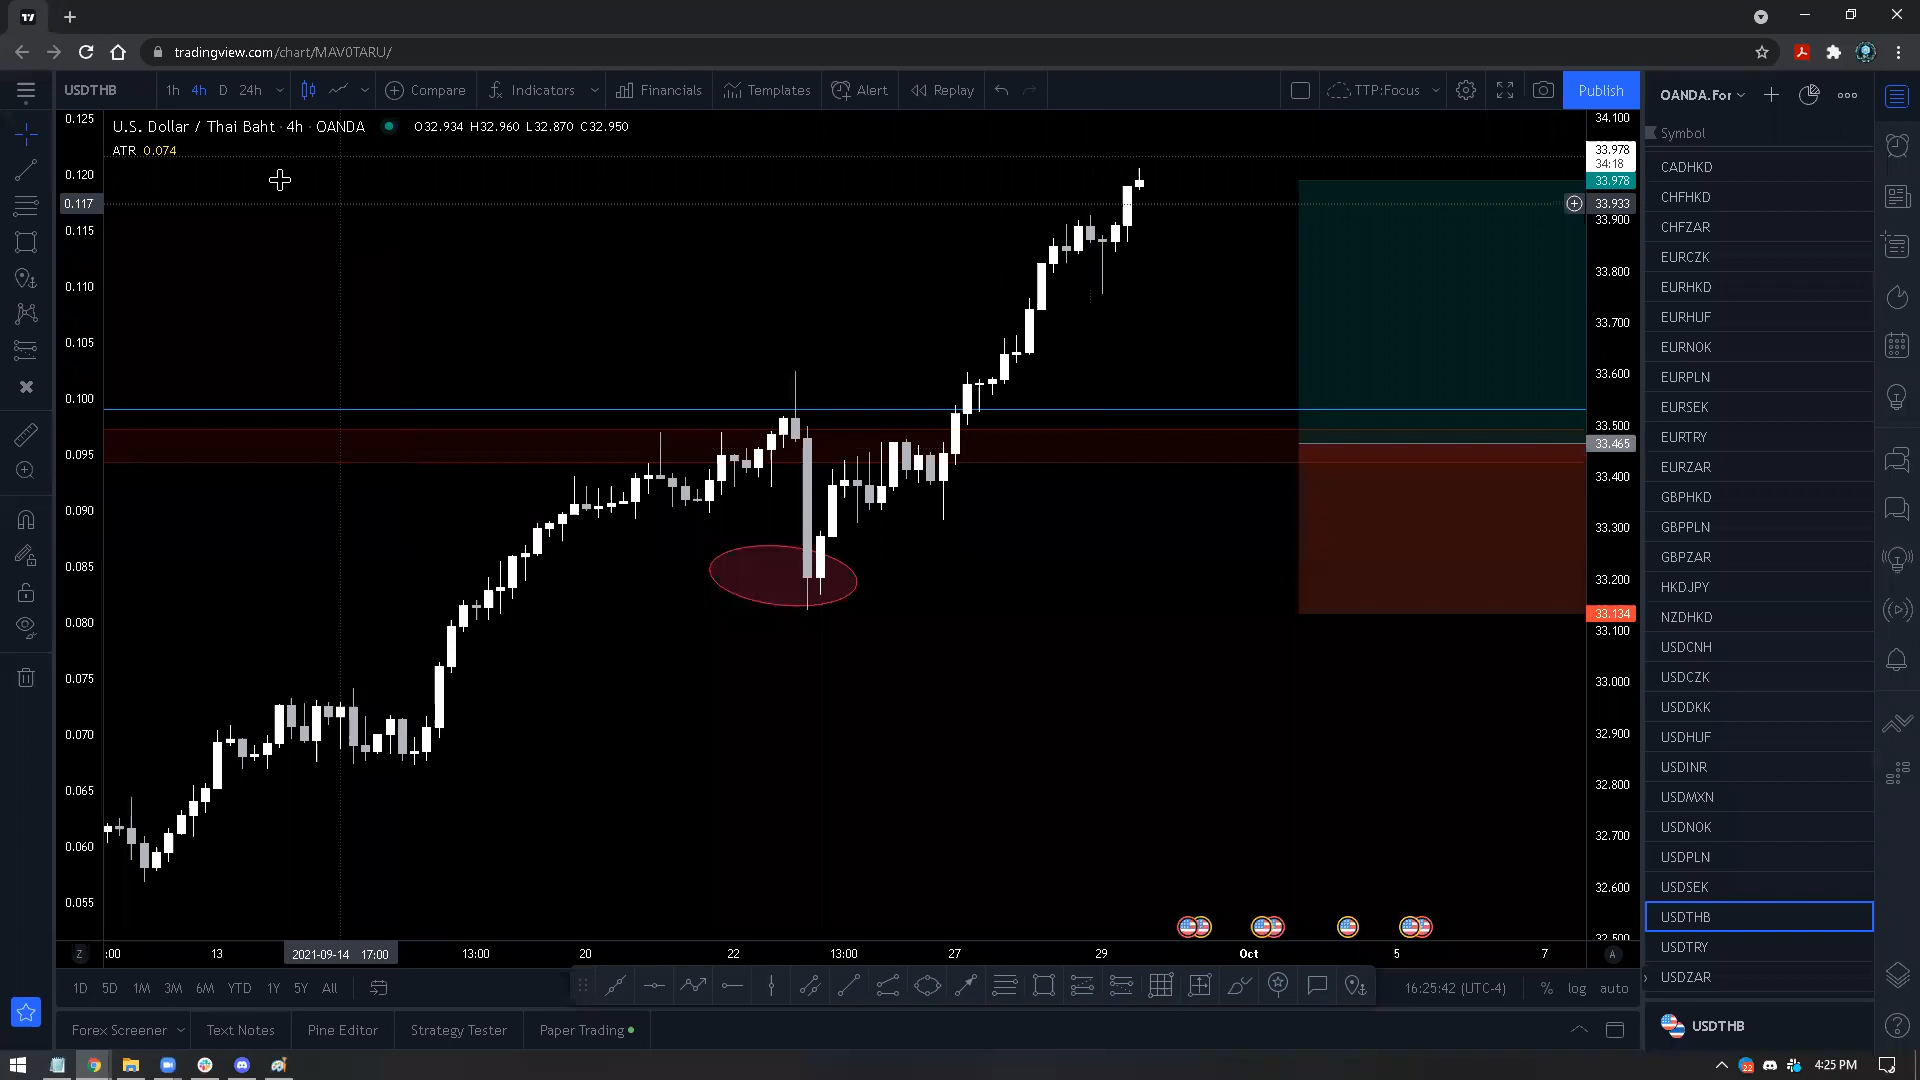 tradingview.com/chart/MAV0TARU/
USDTHB 1h 4h D 24h Compare Indicators Financials Templates Alert Replay TTP:Focus Publish
OANDA.For
U.S. Dollar / Thai Baht · 4h · OANDA O32.934 H32.960 L32.870 C32.950
ATR 0.074
0.125
0.120
0.117
0.115
0.110
0.105
0.100
0.095
0.090
0.085
0.080
0.075
0.070
0.065
0.060
0.055
34.100
33.978
34:18
33.978
33.933
33.900
33.800
33.700
33.600
33.500
33.465
33.400
33.300
33.200
33.134
33.100
33.000
32.900
32.800
32.700
32.600
32.500
:00 13 2021-09-14 17:00 13:00 20 22 13:00 27 29 Oct 5 7
Z
A
Symbol
CADHKD
CHFHKD
CHFZAR
EURCZK
EURHKD
EURHUF
EURNOK
EURPLN
EURSEK
EURTRY
EURZAR
GBPHKD
GBPPLN
GBPZAR
HKDJPY
NZDHKD
USDCNH
USDCZK
USDDKK
USDHUF
USDINR
USDMXN
USDNOK
USDPLN
USDSEK
USDTHB
USDTRY
USDZAR
USDTHB
1D 5D 1M 3M 6M YTD 1Y 5Y All
16:25:42 (UTC-4) % log auto
Forex Screener Text Notes Pine Editor Strategy Tester Paper Trading
22
4:25 PM